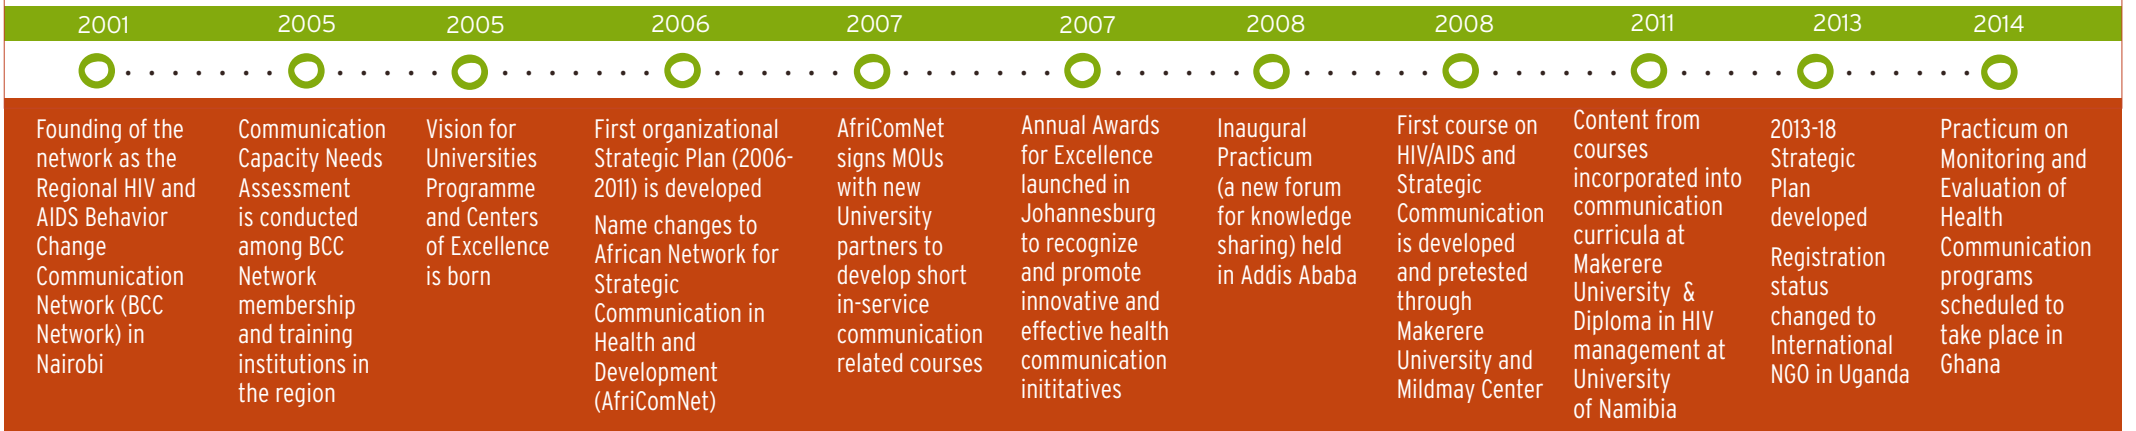 2001
Founding of the
network as the
Regional HIV and
AIDS Behavior
Change
Communication
Network (BCC
Network) in
Nairobi
2005
Communication
Capacity Needs
Assessment
is conducted
among BCC
Network
membership
and training
institutions in
the region
2005
Vision for
Universities
Programme
and Centers
of Excellence
is born
2006
First organizational
Strategic Plan (2006-
2011) is developed
Name changes to
African Network for
Strategic
Communication in
Health and
Development
(AfriComNet)
2007
AfriComNet
signs MOUs
with new
University
partners to
develop short
in-service
communication
related courses
2007
Annual Awards
for Excellence
launched in
Johannesburg
to recognize
and promote
innovative and
effective health
communication
inititatives
2008
Inaugural
Practicum
(a new forum
for knowledge
sharing) held
in Addis Ababa
2008
First course on
HIV/AIDS and
Strategic
Communication
is developed
and pretested
through
Makerere
University and
Mildmay Center
2011
Content from
courses
incorporated into
communication
curricula at
Makerere
University &
Diploma in HIV
management at
University
of Namibia
2013
2013-18
Strategic
Plan
developed
Registration
status
changed to
International
NGO in Uganda
2014
Practicum on
Monitoring and
Evaluation of
Health
Communication
programs
scheduled to
take place in
Ghana